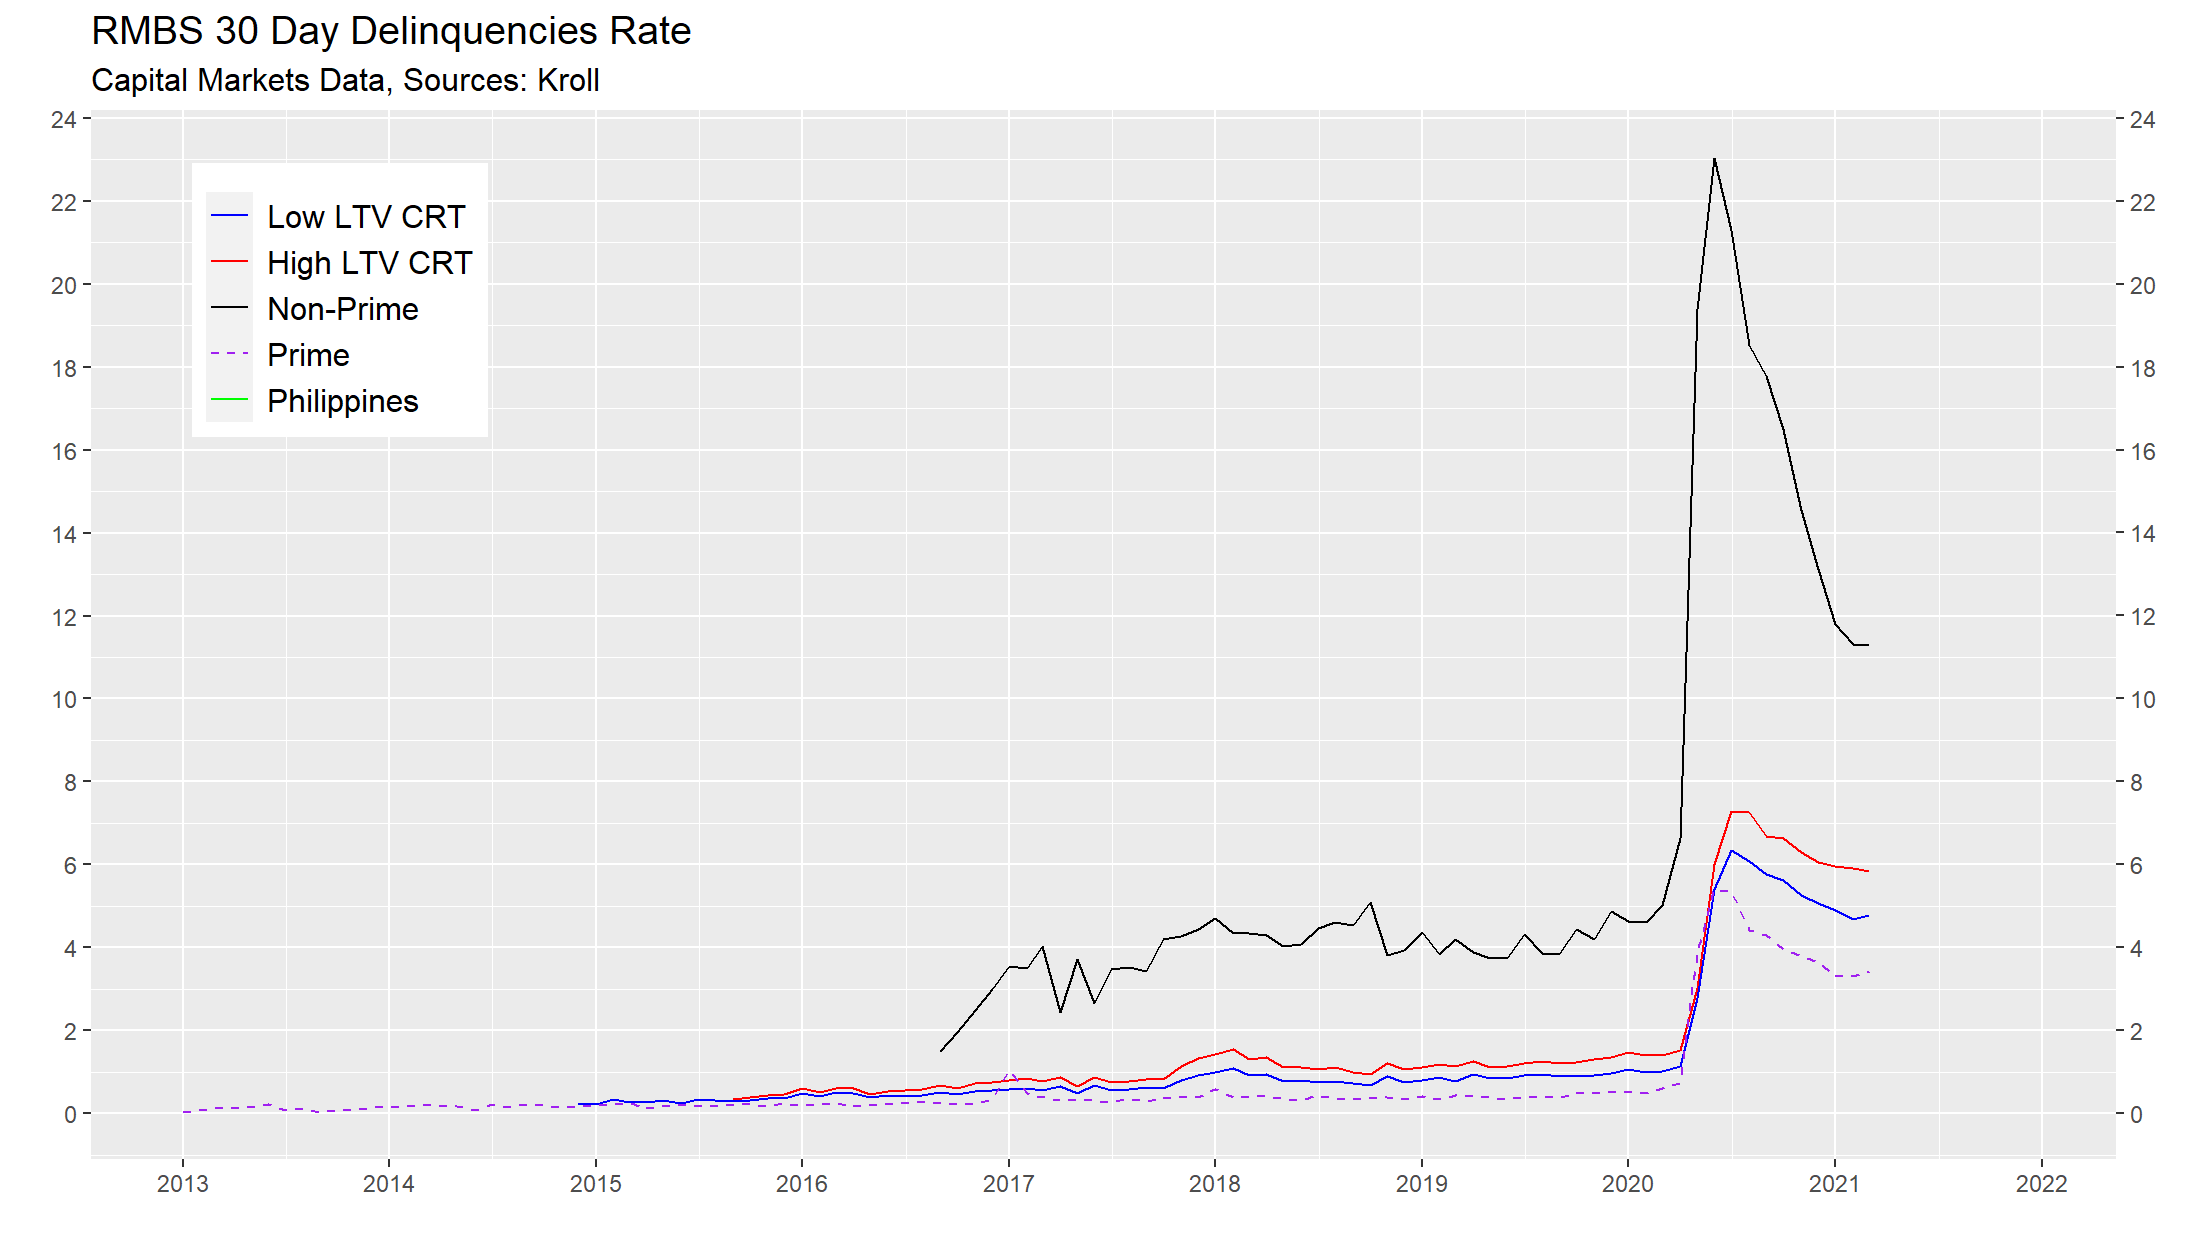 RMBS 30 Day Delinquencies Rate
Capital Markets Data, Sources: Kroll
24 24
Low LTV CRT
22 22
High LTV CRT
20 20
Non-Prime
Prime
18 18
Philippines
16 16
14 14
12 12
10 10
8 8
6 6
4 4
2 2
0 0
2013 2014 2015 2016 2017 2018 2019 2020 2021 2022